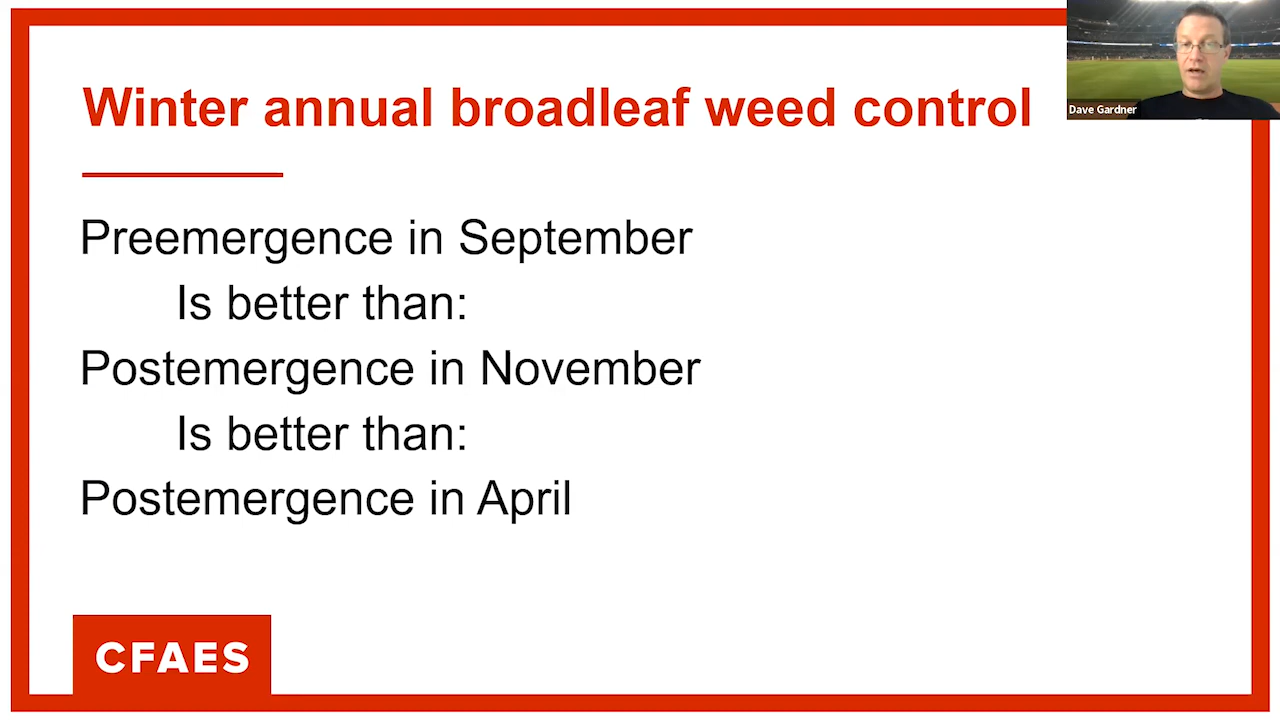 Winter annual broadleaf weed control
Dave Gardner
Preemergence in September
Is better than:
Postemergence in November
Is better than:
Postemergence in April
CFAES